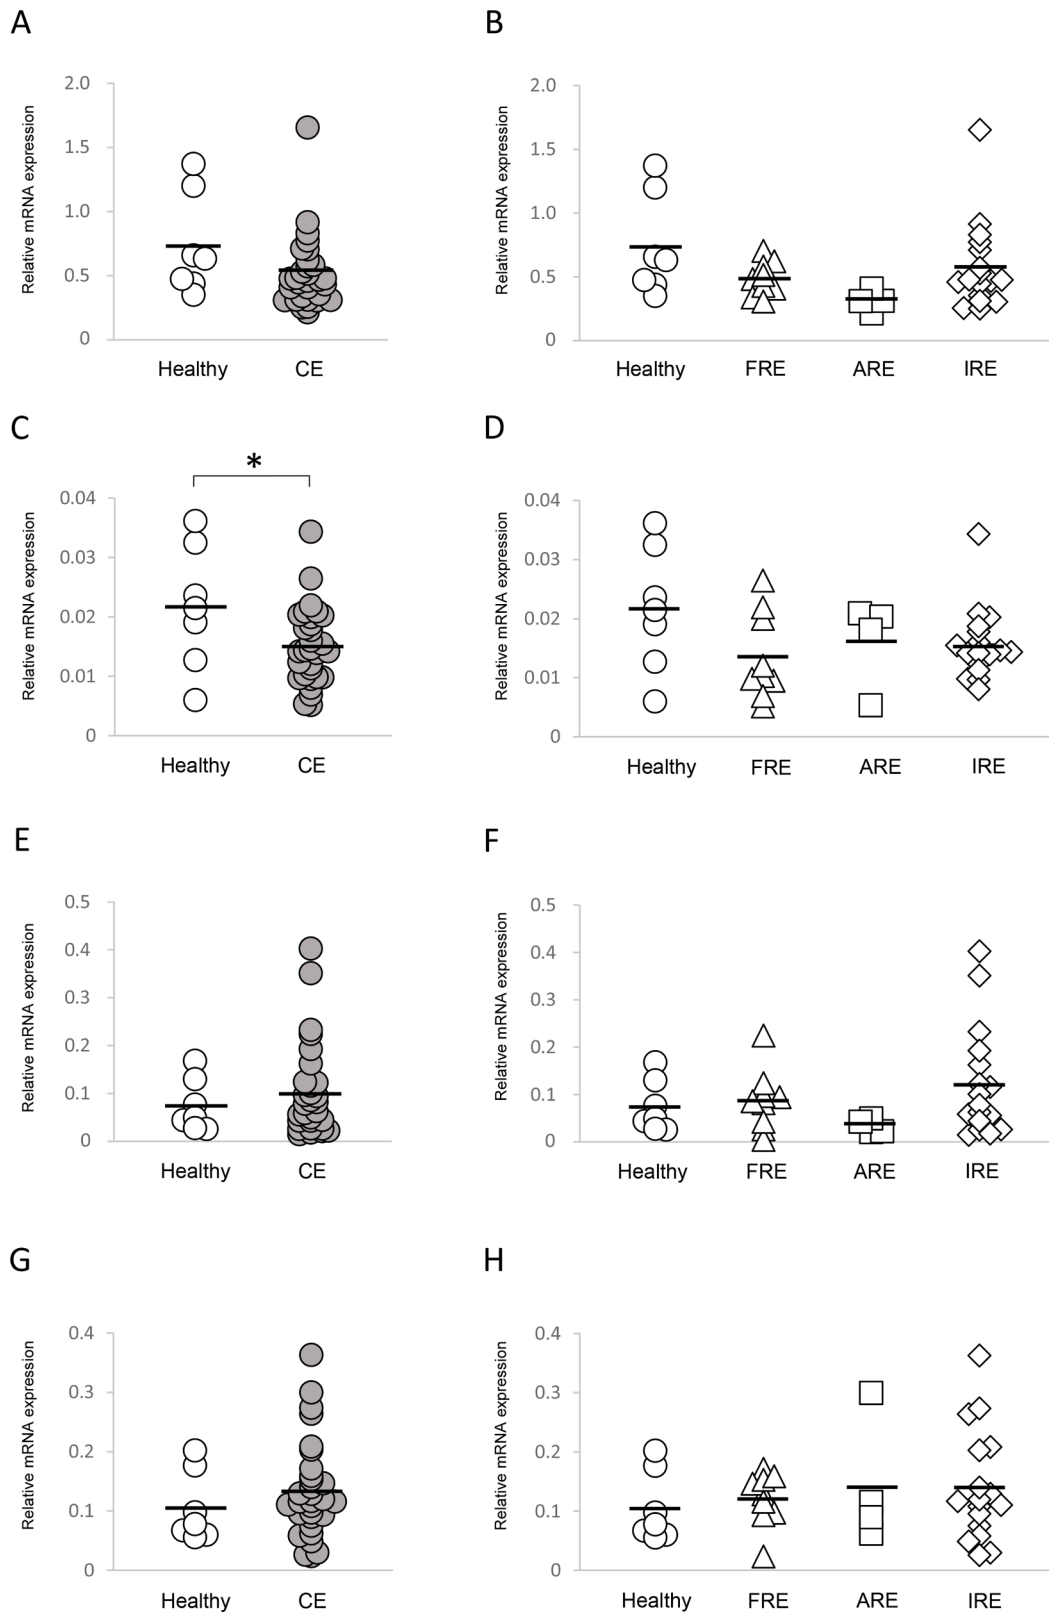 A
Relative mRNA expression
2.0
1.5
1.0
0.5
0
Healthy CE
B
Relative mRNA expression
2.0
1.5
1.0
0.5
0
Healthy FRE ARE IRE
C
*
Relative mRNA expression
0.04
0.03
0.02
0.01
0
Healthy CE
D
Relative mRNA expression
0.04
0.03
0.02
0.01
0
Healthy FRE ARE IRE
E
Relative mRNA expression
0.5
0.4
0.3
0.2
0.1
0
Healthy CE
F
Relative mRNA expression
0.5
0.4
0.3
0.2
0.1
0
Healthy FRE ARE IRE
G
Relative mRNA expression
0.4
0.3
0.2
0.1
0
Healthy CE
H
Relative mRNA expression
0.4
0.3
0.2
0.1
0
Healthy FRE ARE IRE